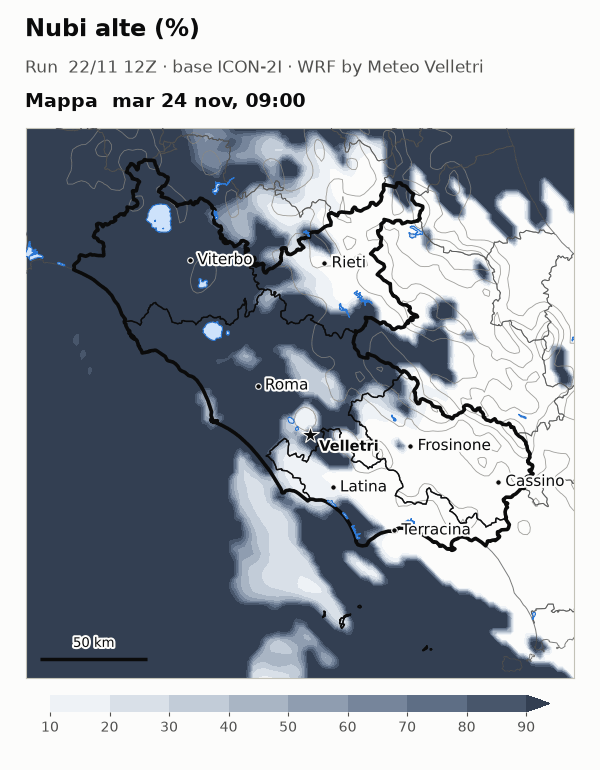 Nubi alte (%)
Run  22/11 12Z · base ICON-2I · WRF by Meteo Velletri
Mappa  mar 24 nov, 09:00
Viterbo
Rieti
Roma
Velletri
Frosinone
Latina
Cassino
Terracina
50 km
10 20 30 40 50 60 70 80 90